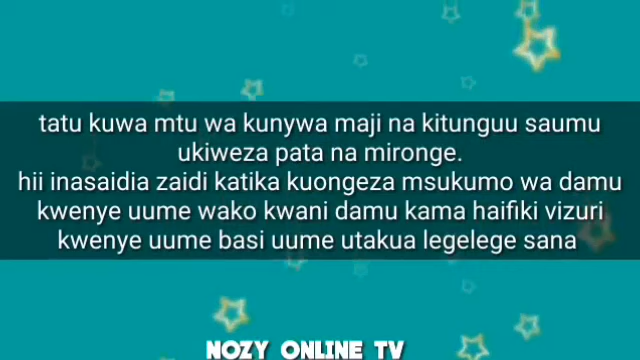 tatu kuwa mtu wa kunywa maji na kitunguu saumu
ukiweza pata na mironge.
hii inasaidia zaidi katika kuongeza msukumo wa damu
kwenye uume wako kwani damu kama haifiki vizuri
kwenye uume basi uume utakua legelege sana
NOZY ONLINE TV